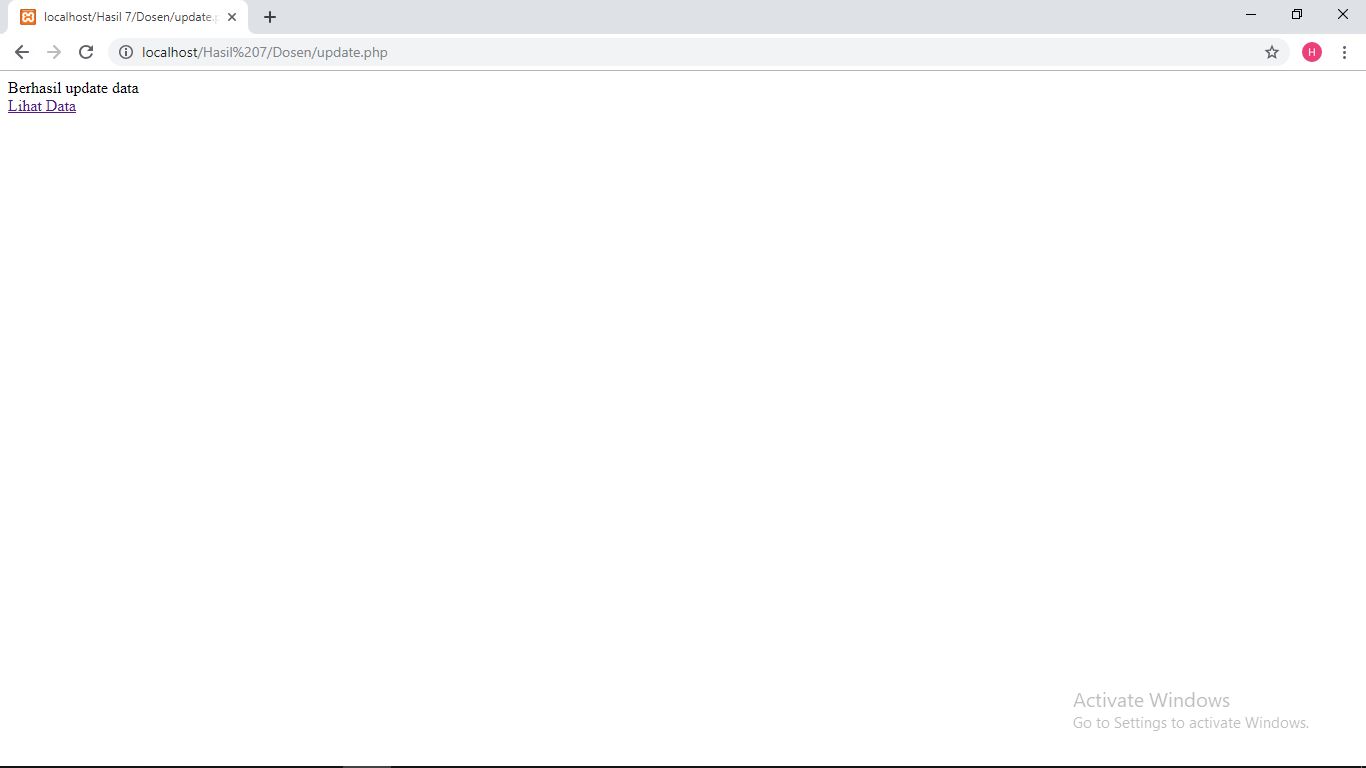 localhost/Hasil 7/Dosen/update.p
localhost/Hasil%207/Dosen/update.php
H
Berhasil update data
Lihat Data
Activate Windows
Go to Settings to activate Windows.